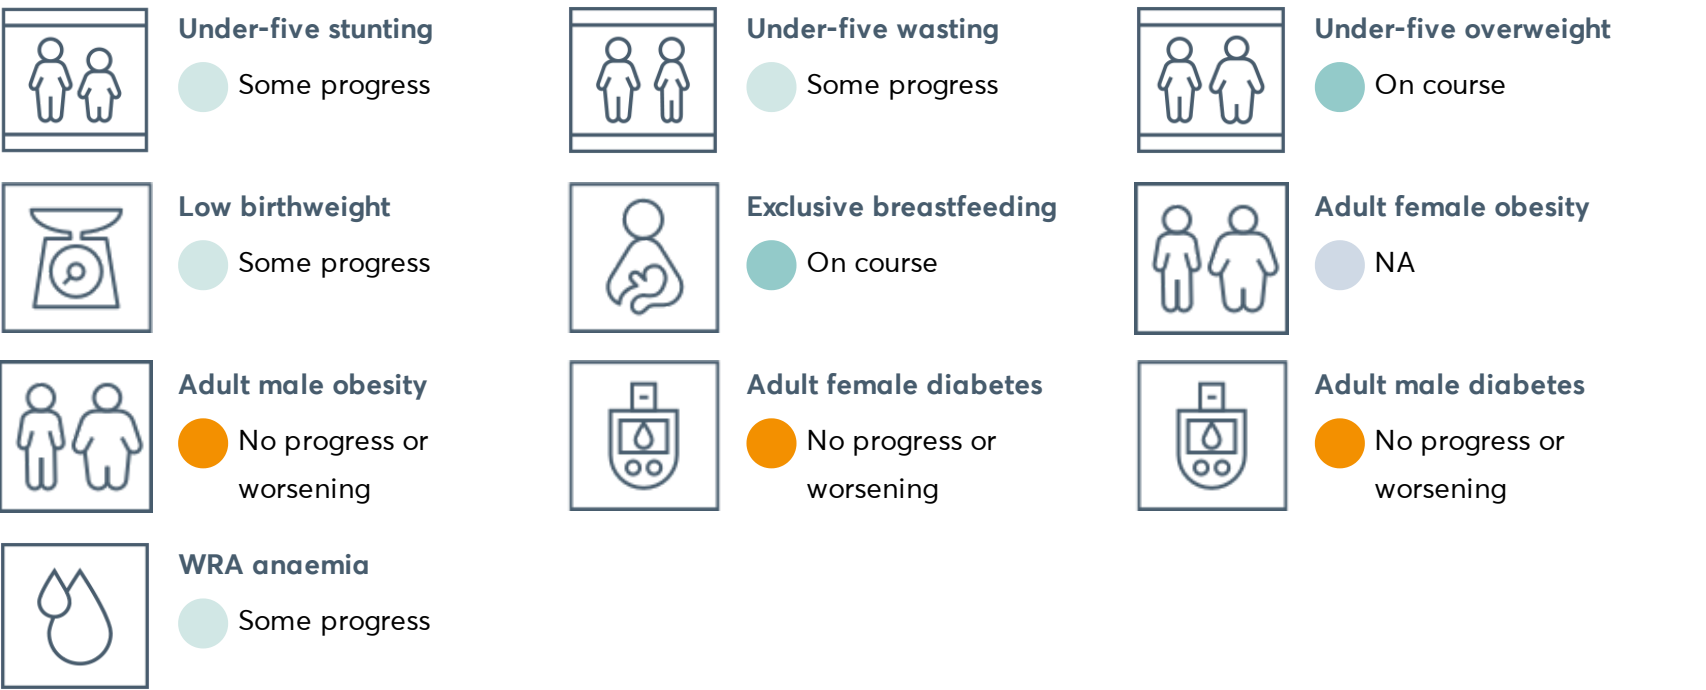 Under-five stunting
Some progress
Under-five wasting
Some progress
Under-five overweight
On course
Low birthweight
Some progress
Exclusive breastfeeding
On course
Adult female obesity
NA
Adult male obesity
No progress or
worsening
Adult female diabetes
No progress or
worsening
Adult male diabetes
No progress or
worsening
WRA anaemia
Some progress